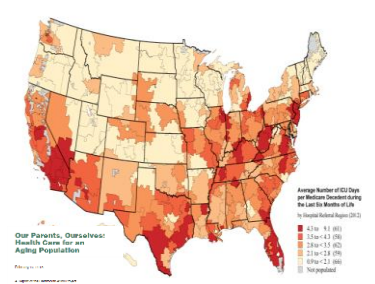 Average Number of ICU Days
per Medicare Decedent during
the Last Six Months of Life
by Hospital Referral Region (2012)
4.3 to 9.1 (61)
3.5 to < 4.3 (58)
2.8 to < 3.5 (62)
2.1 to < 2.8 (59)
0.9 to < 2.1 (66)
Not populated
Our Parents, Ourselves:
Health Care for an
Aging Population